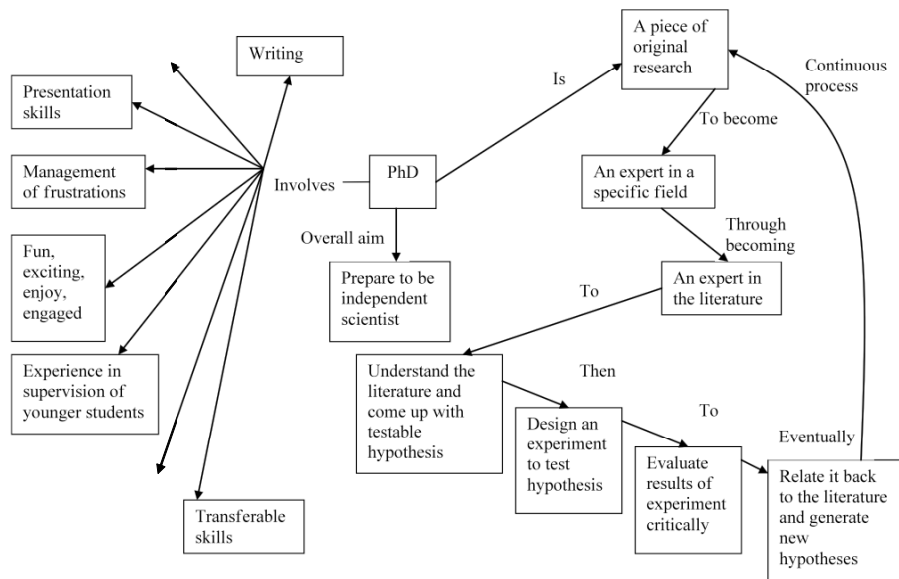 Writing
Presentation
skills
Management
of frustrations
Fun,
exciting,
enjoy,
engaged
Experience in
supervision of
younger students
Transferable
skills
Involves
PhD
Overall aim
Prepare to be
independent
scientist
Is
A piece of
original
research
To become
An expert in a
specific field
Through
becoming
An expert in
the literature
To
Understand the
literature and
come up with
testable
hypothesis
Then
Design an
experiment
to test
hypothesis
To
Evaluate
results of
experiment
critically
Eventually
Relate it back
to the literature
and generate
new
hypotheses
Continuous
process